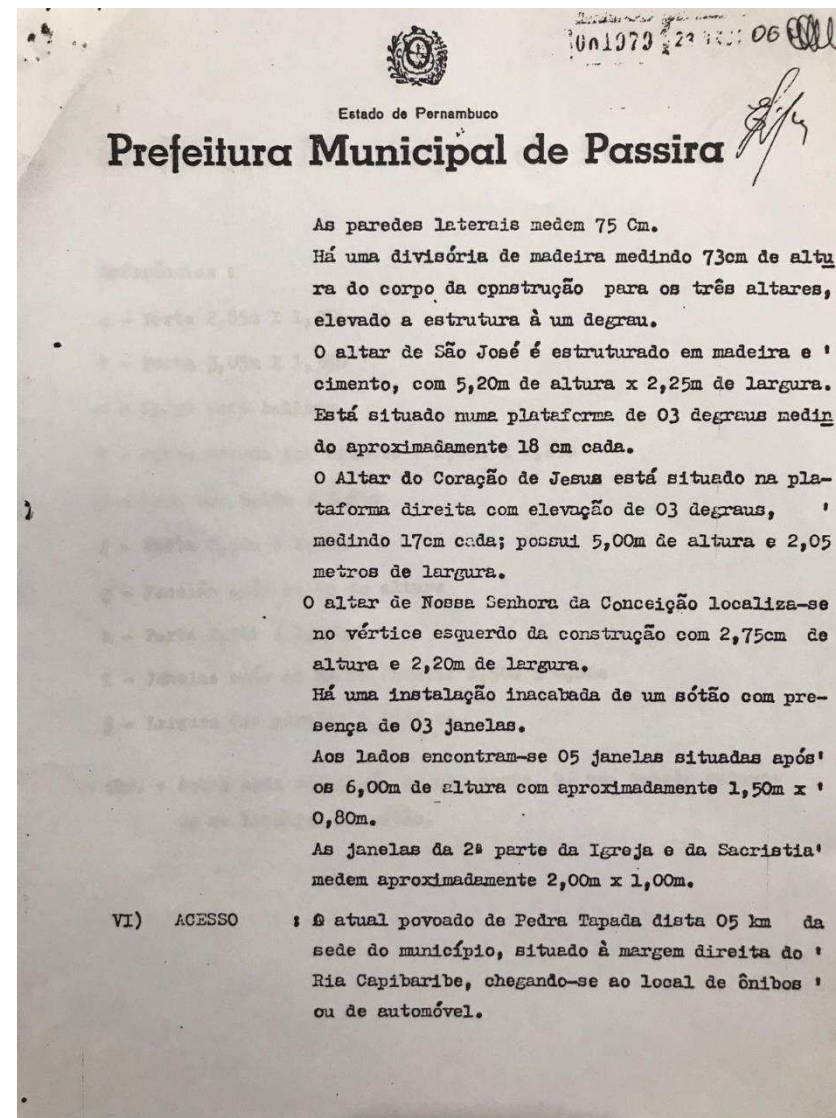 001979 23 06
Estado de Pernambuco
Prefeitura Municipal de Passira
As paredes laterais medem 75 Cm.
Há uma divisória de madeira medindo 73cm de altu
ra do corpo da cpnstrução para os três altares,
elevado a estrutura à um degrau.
O altar de São José é estruturado em madeira e '
cimento, com 5,20m de altura x 2,25m de largura.
Está situado numa plataforma de 03 degraus medin
do aproximadamente 18 cm cada.
O Altar do Coração de Jesus está situado na pla-
taforma direita com elevação de 03 degraus, '
medindo 17cm cada; possui 5,00m de altura e 2,05
metros de largura.
O altar de Nossa Senhora da Conceição localiza-se
no vértice esquerdo da construção com 2,75cm de
altura e 2,20m de largura.
Há uma instalação inacabada de um sótão com pre-
sença de 03 janelas.
Aos lados encontram-se 05 janelas situadas após'
os 6,00m de altura com aproximadamente 1,50m x '
0,80m.
As janelas da 2ª parte da Igreja e da Sacristia'
medem aproximadamente 2,00m x 1,00m.
VI) ACESSO : O atual povoado de Pedra Tapada dista 05 km da
sede do município, situado à margem direita do '
Ria Capibaribe, chegando-se ao local de ônibos '
ou de automóvel.